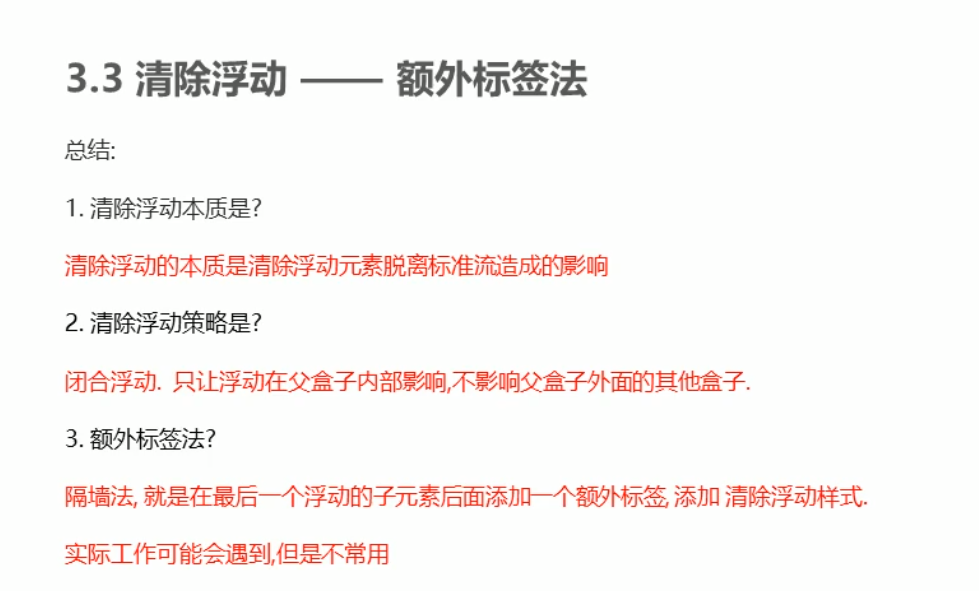 3.3 清除浮动 —— 额外标签法
总结:
1. 清除浮动本质是?
清除浮动的本质是清除浮动元素脱离标准流造成的影响
2. 清除浮动策略是?
闭合浮动. 只让浮动在父盒子内部影响,不影响父盒子外面的其他盒子.
3. 额外标签法?
隔墙法, 就是在最后一个浮动的子元素后面添加一个额外标签, 添加 清除浮动样式.
实际工作可能会遇到,但是不常用